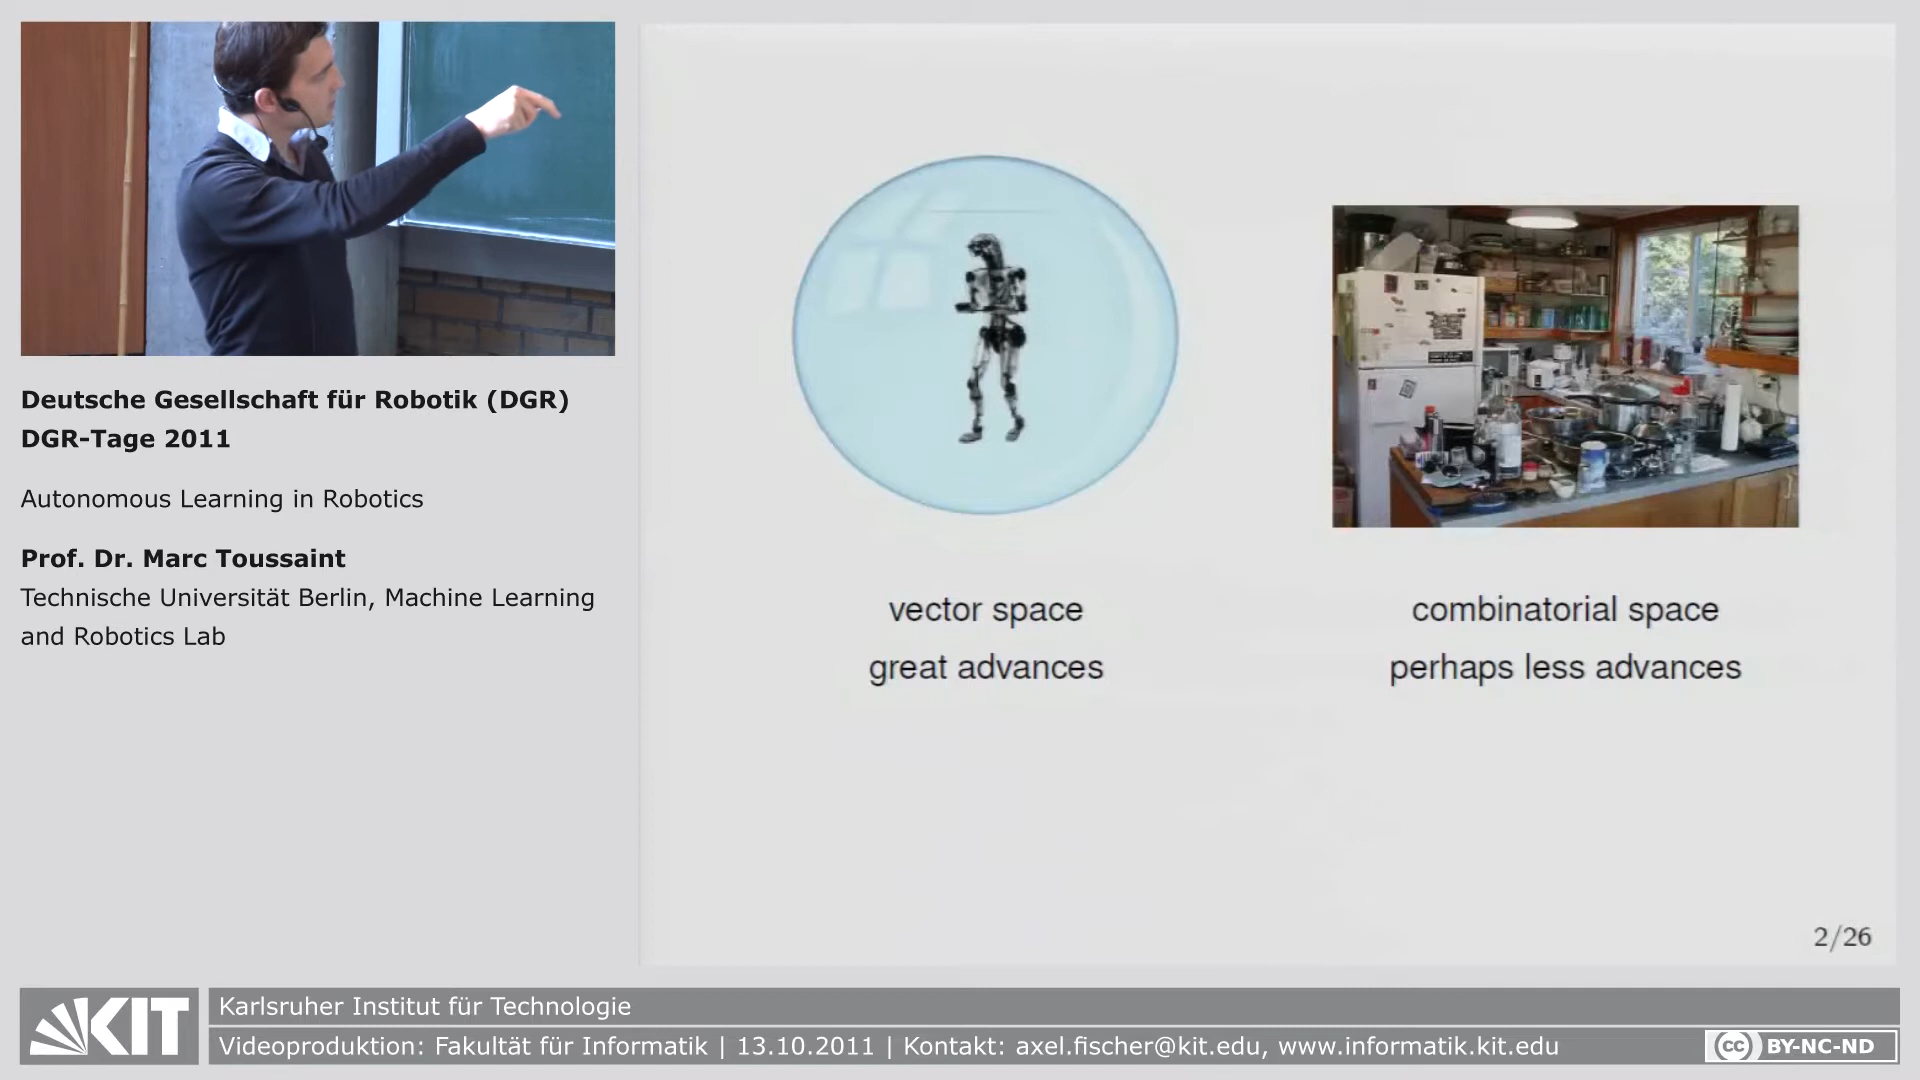 Deutsche Gesellschaft für Robotik (DGR)
DGR-Tage 2011
Autonomous Learning in Robotics
Prof. Dr. Marc Toussaint
Technische Universität Berlin, Machine Learning
and Robotics Lab
vector space
great advances
combinatorial space
perhaps less advances
2/26
KIT
Karlsruher Institut für Technologie
Videoproduktion: Fakultät für Informatik | 13.10.2011 | Kontakt: axel.fischer@kit.edu, www.informatik.kit.edu
cc BY-NC-ND